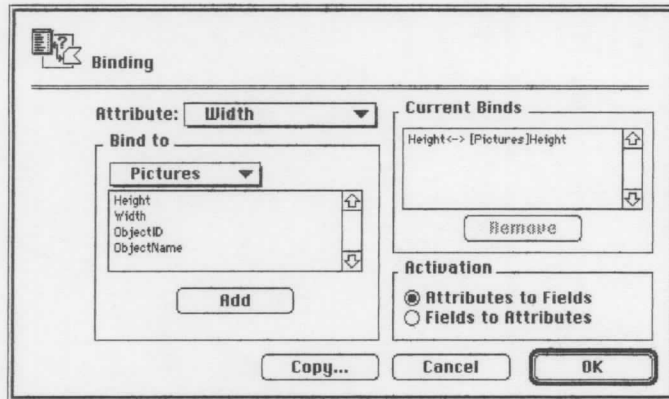 Binding
Attribute: Width
Bind to
Pictures
Height
Width
ObjectID
ObjectName
Add
Current Binds
Height<-> [Pictures]Height
Remove
Activation
Attributes to Fields
Fields to Attributes
Copy...
Cancel
OK